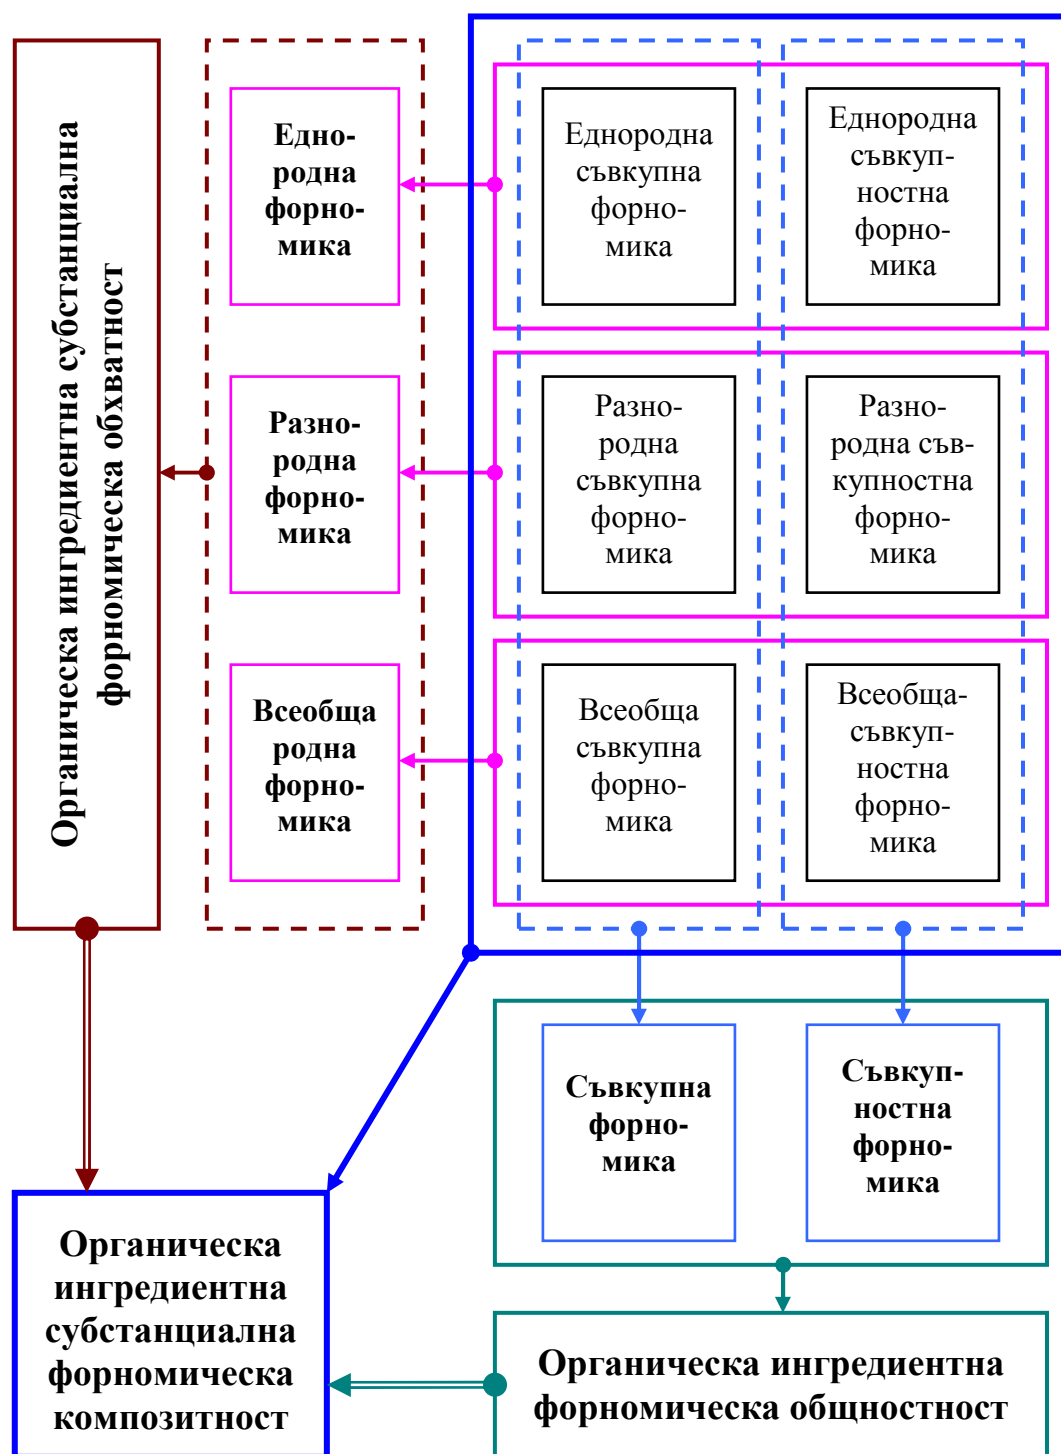 Органическа ингредиентна субстанциална
форномическа обхватност
Едно-
родна
форно-
мика
Еднородна
съвкупна
форно-
мика
Еднородна
съвкуп-
ностна
форно-
мика
Разно-
родна
форно-
мика
Разно-
родна
съвкупна
форно-
мика
Разно-
родна съв-
купностна
форно-
мика
Всеобща
родна
форно-
мика
Всеобща
съвкупна
форно-
мика
Всеобща-
съвкуп-
ностна
форно-
мика
Съвкупна
форно-
мика
Съвкуп-
ностна
форно-
мика
Органическа
ингредиентна
субстанциална
форномическа
композитност
Органическа ингредиентна
форномическа общностност